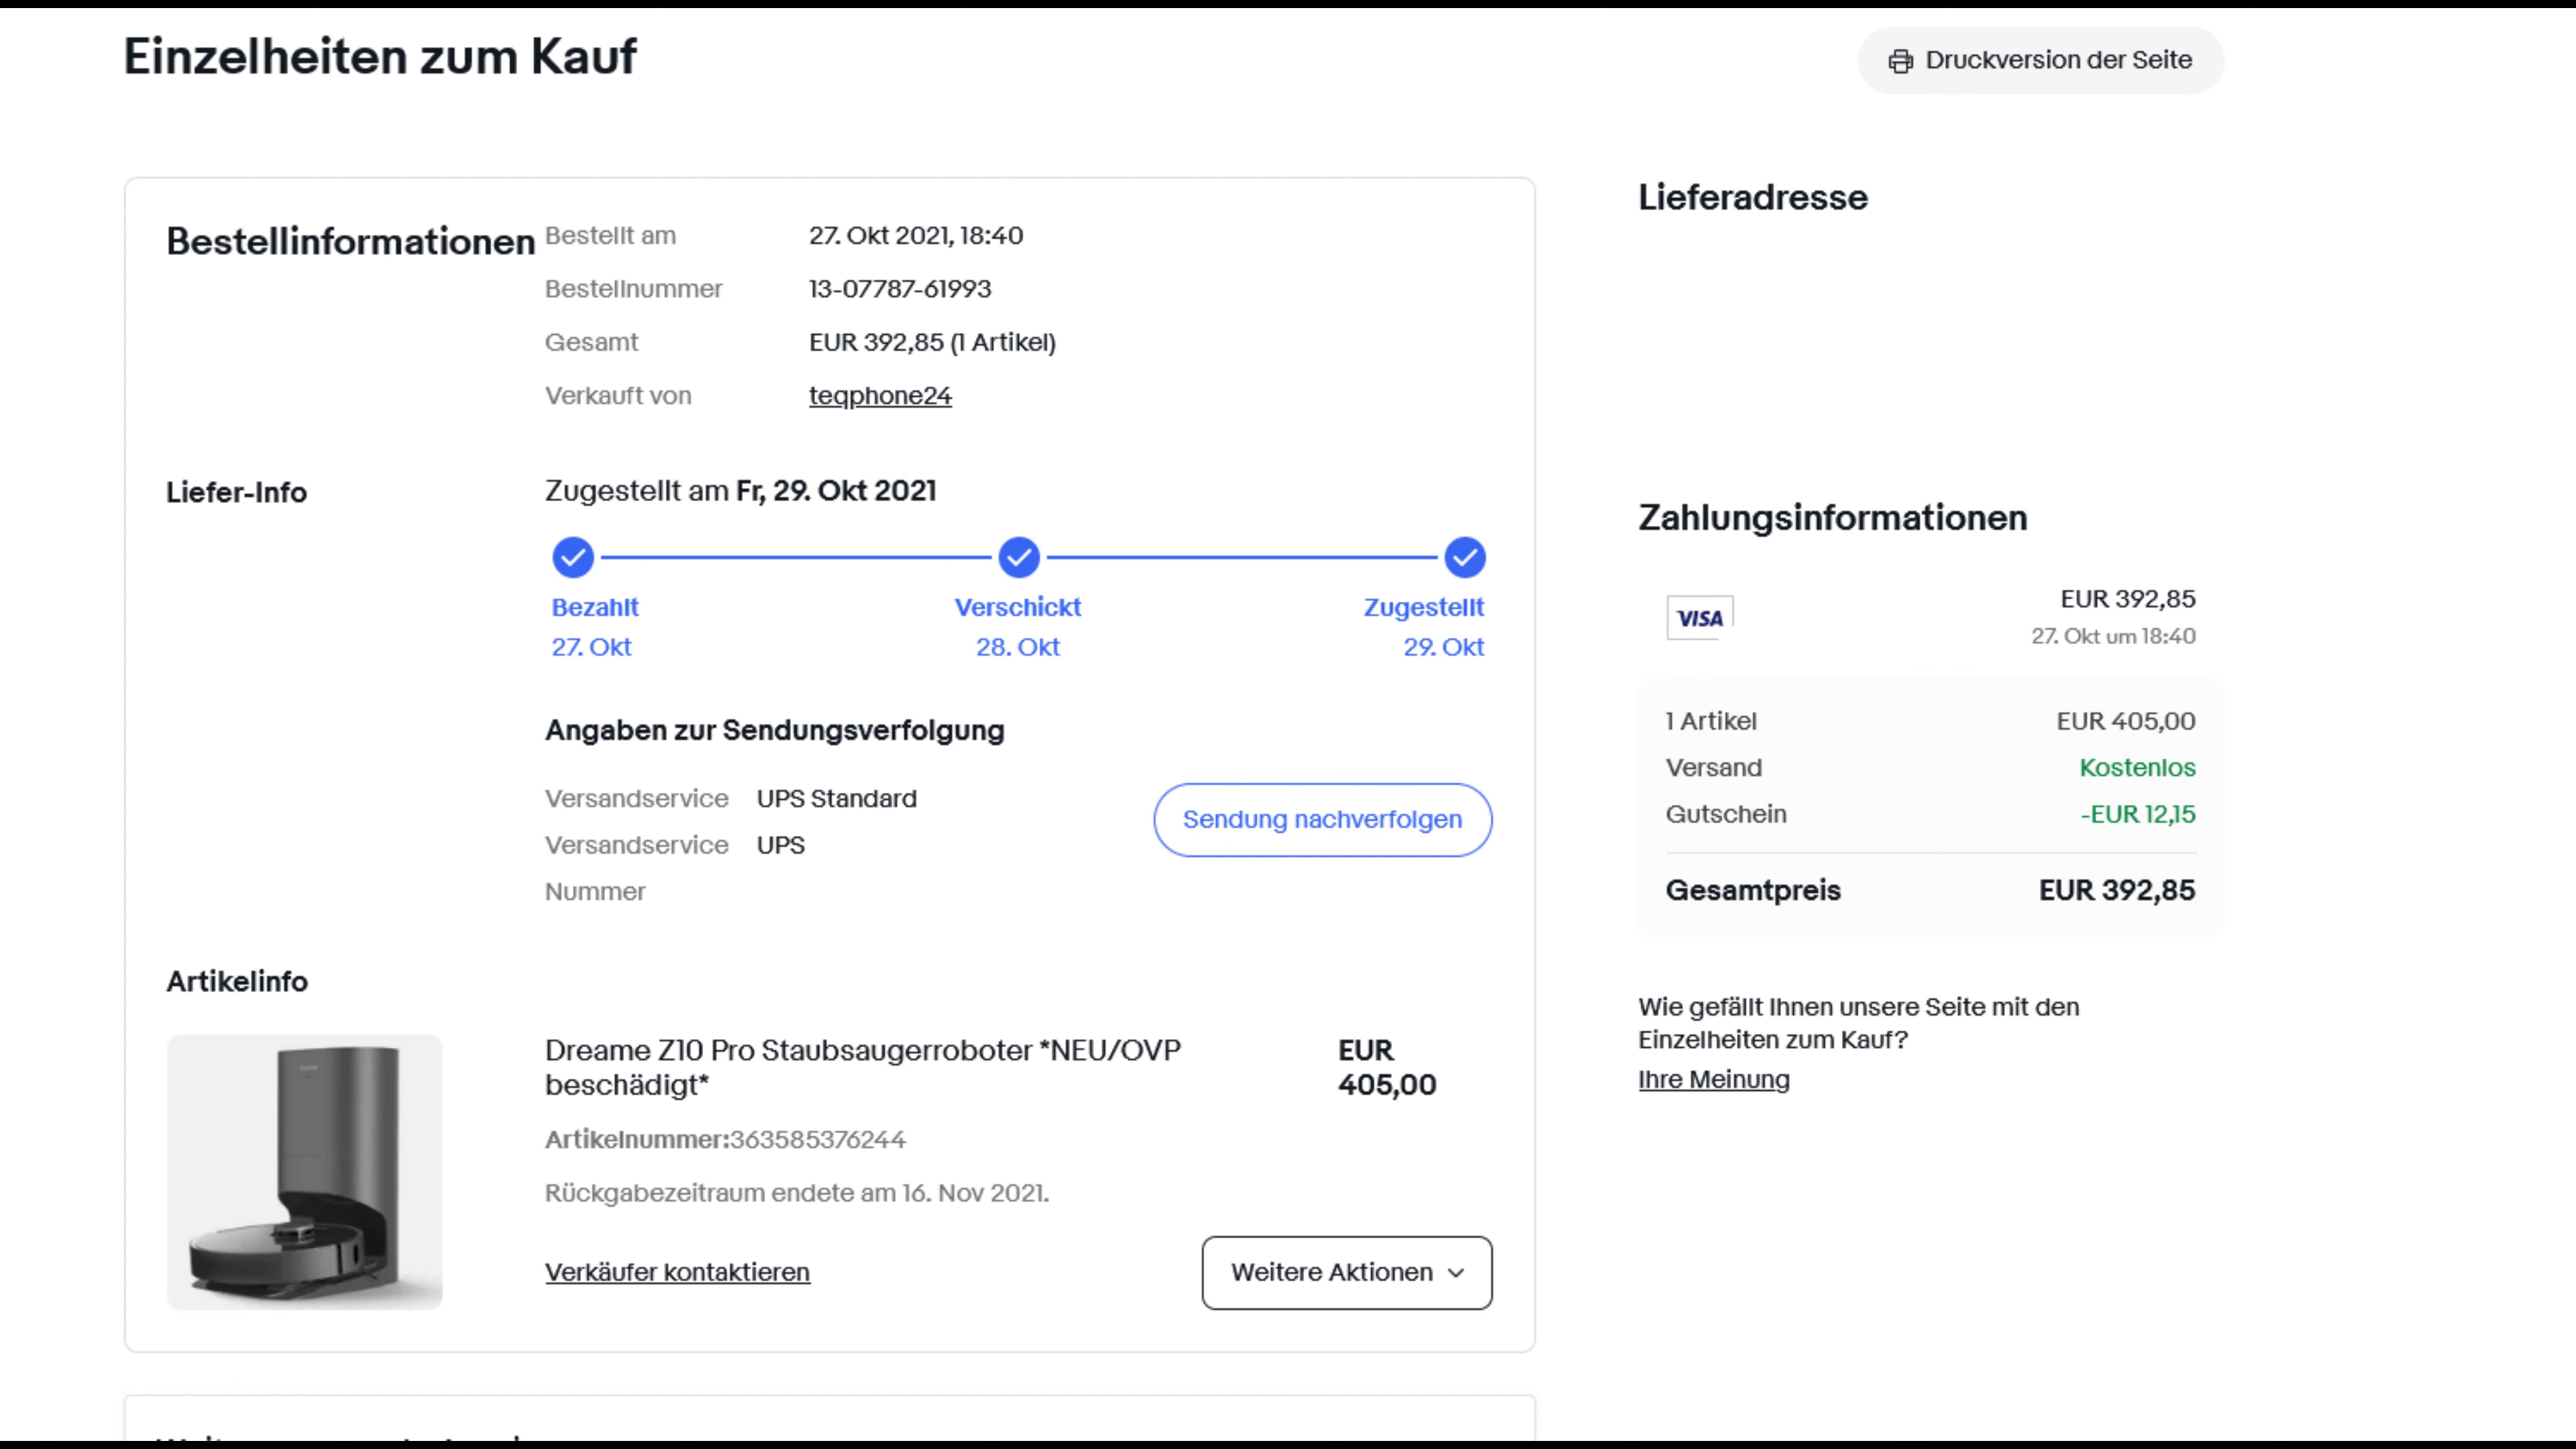 Einzelheiten zum Kauf
Druckversion der Seite
Bestellinformationen
Bestellt am 27. Okt 2021, 18:40
Bestellnummer 13-07787-61993
Gesamt EUR 392,85 (1 Artikel)
Verkauft von teqphone24
Liefer-Info
Zugestellt am Fr, 29. Okt 2021
Bezahlt Verschickt Zugestellt
27. Okt 28. Okt 29. Okt
Angaben zur Sendungsverfolgung
Versandservice UPS Standard
Versandservice UPS
Nummer
Sendung nachverfolgen
Artikelinfo
Dreame Z10 Pro Staubsaugerroboter *NEU/OVP
beschädigt*
EUR
405,00
Artikelnummer:363585376244
Rückgabezeitraum endete am 16. Nov 2021.
Verkäufer kontaktieren
Weitere Aktionen
Lieferadresse
Zahlungsinformationen
VISA
EUR 392,85
27. Okt um 18:40
1 Artikel EUR 405,00
Versand Kostenlos
Gutschein -EUR 12,15
Gesamtpreis EUR 392,85
Wie gefällt Ihnen unsere Seite mit den
Einzelheiten zum Kauf?
Ihre Meinung